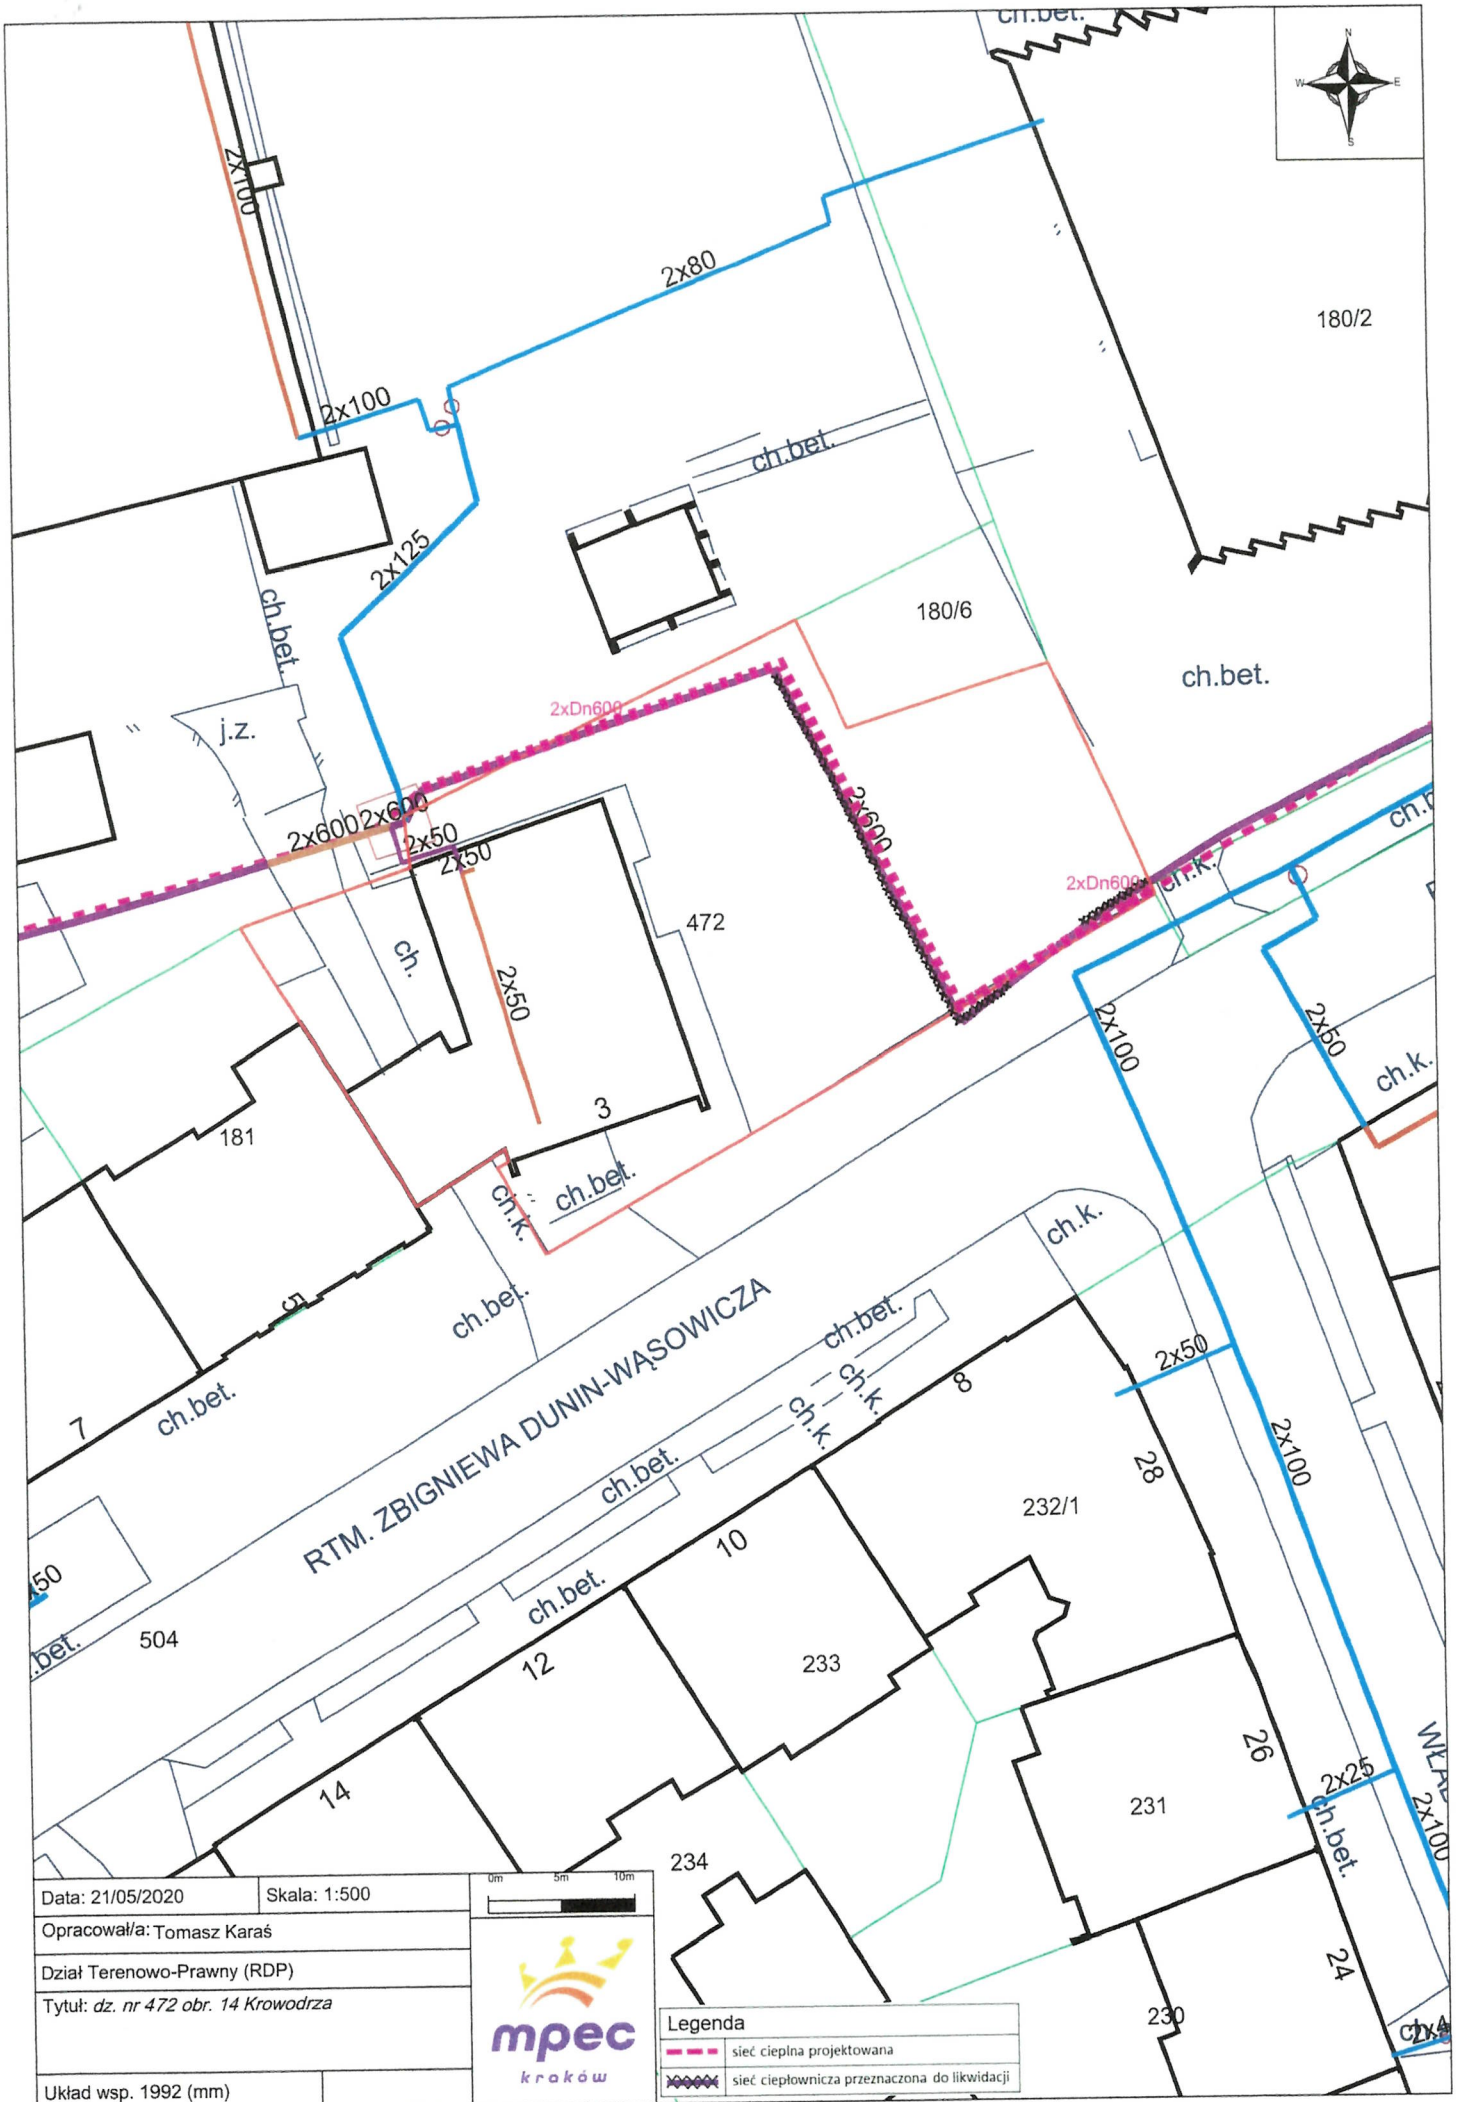 ch.bet.
N
W
E
S
2x100
2x80
180/2
2x100
ch.bet.
2x125
ch.bet.
180/6
ch.bet.
j.z.
2xDn600
2x600
2x600
2x50
2x50
2x600
2xDn600
ch.k.
472
ch.
2x50
2x100
2x50
ch.k.
3
181
ch.bet.
ch.k.
ch.k.
5
ch.bet.
RTM. ZBIGNIEWA DUNIN-WĄSOWICZA
ch.bet.
2x50
ch.k.
ch.k.
8
7
ch.bet.
28
2x100
ch.bet.
232/1
10
ch.bet.
504
12
233
26
14
2x25
231
ch.bet.
2x100
234
24
230
Data: 21/05/2020
Skala: 1:500
0m 5m 10m
Opracował/a: Tomasz Karaś
Dział Terenowo-Prawny (RDP)
Tytuł: dz. nr 472 obr. 14 Krowodrza
mpec
kraków
Układ wsp. 1992 (mm)
Legenda
sieć cieplna projektowana
sieć ciepłownicza przeznaczona do likwidacji